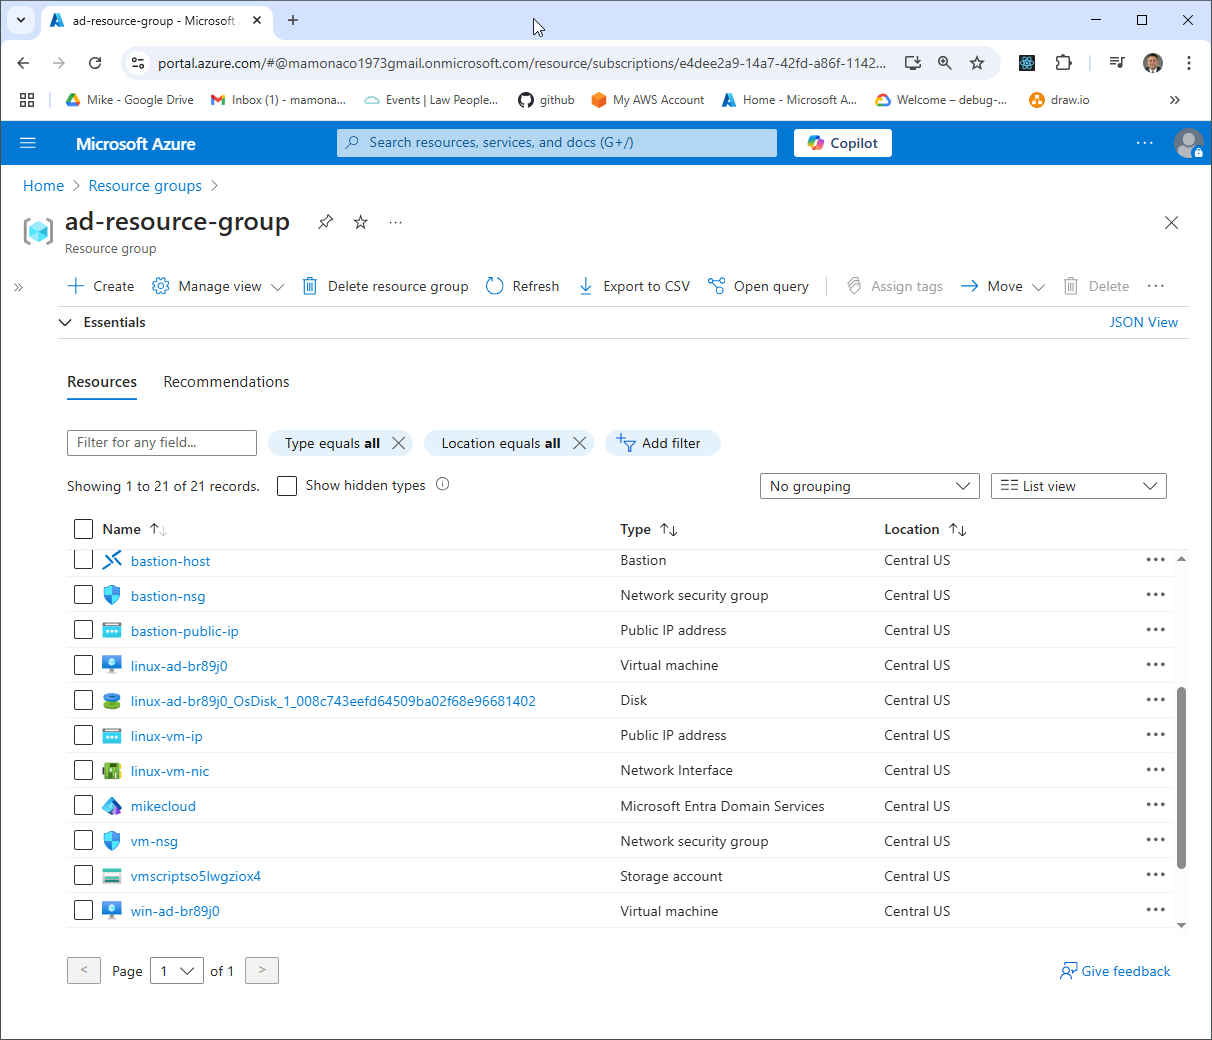 ad-resource-group - Microsoft
portal.azure.com/#@mamonaco1973gmail.onmicrosoft.com/resource/subscriptions/e4dee2a9-14a7-42fd-a86f-1142...
Mike - Google Drive
Inbox (1) - mamona...
Events | Law People...
github
My AWS Account
Home - Microsoft A...
Welcome – debug-...
draw.io
Microsoft Azure
Search resources, services, and docs (G+/)
Copilot
Home
Resource groups
ad-resource-group
Resource group
Create
Manage view
Delete resource group
Refresh
Export to CSV
Open query
Assign tags
Move
Delete
Essentials
JSON View
Resources
Recommendations
Filter for any field...
Type equals all
Location equals all
Add filter
Showing 1 to 21 of 21 records.
Show hidden types
No grouping
List view
Name Type Location
bastion-host Bastion Central US
bastion-nsg Network security group Central US
bastion-public-ip Public IP address Central US
linux-ad-br89j0 Virtual machine Central US
linux-ad-br89j0_OsDisk_1_008c743eefd64509ba02f68e96681402 Disk Central US
linux-vm-ip Public IP address Central US
linux-vm-nic Network Interface Central US
mikecloud Microsoft Entra Domain Services Central US
vm-nsg Network security group Central US
vmscriptso5lwgziox4 Storage account Central US
win-ad-br89j0 Virtual machine Central US
< Page 1 of 1 >
Give feedback